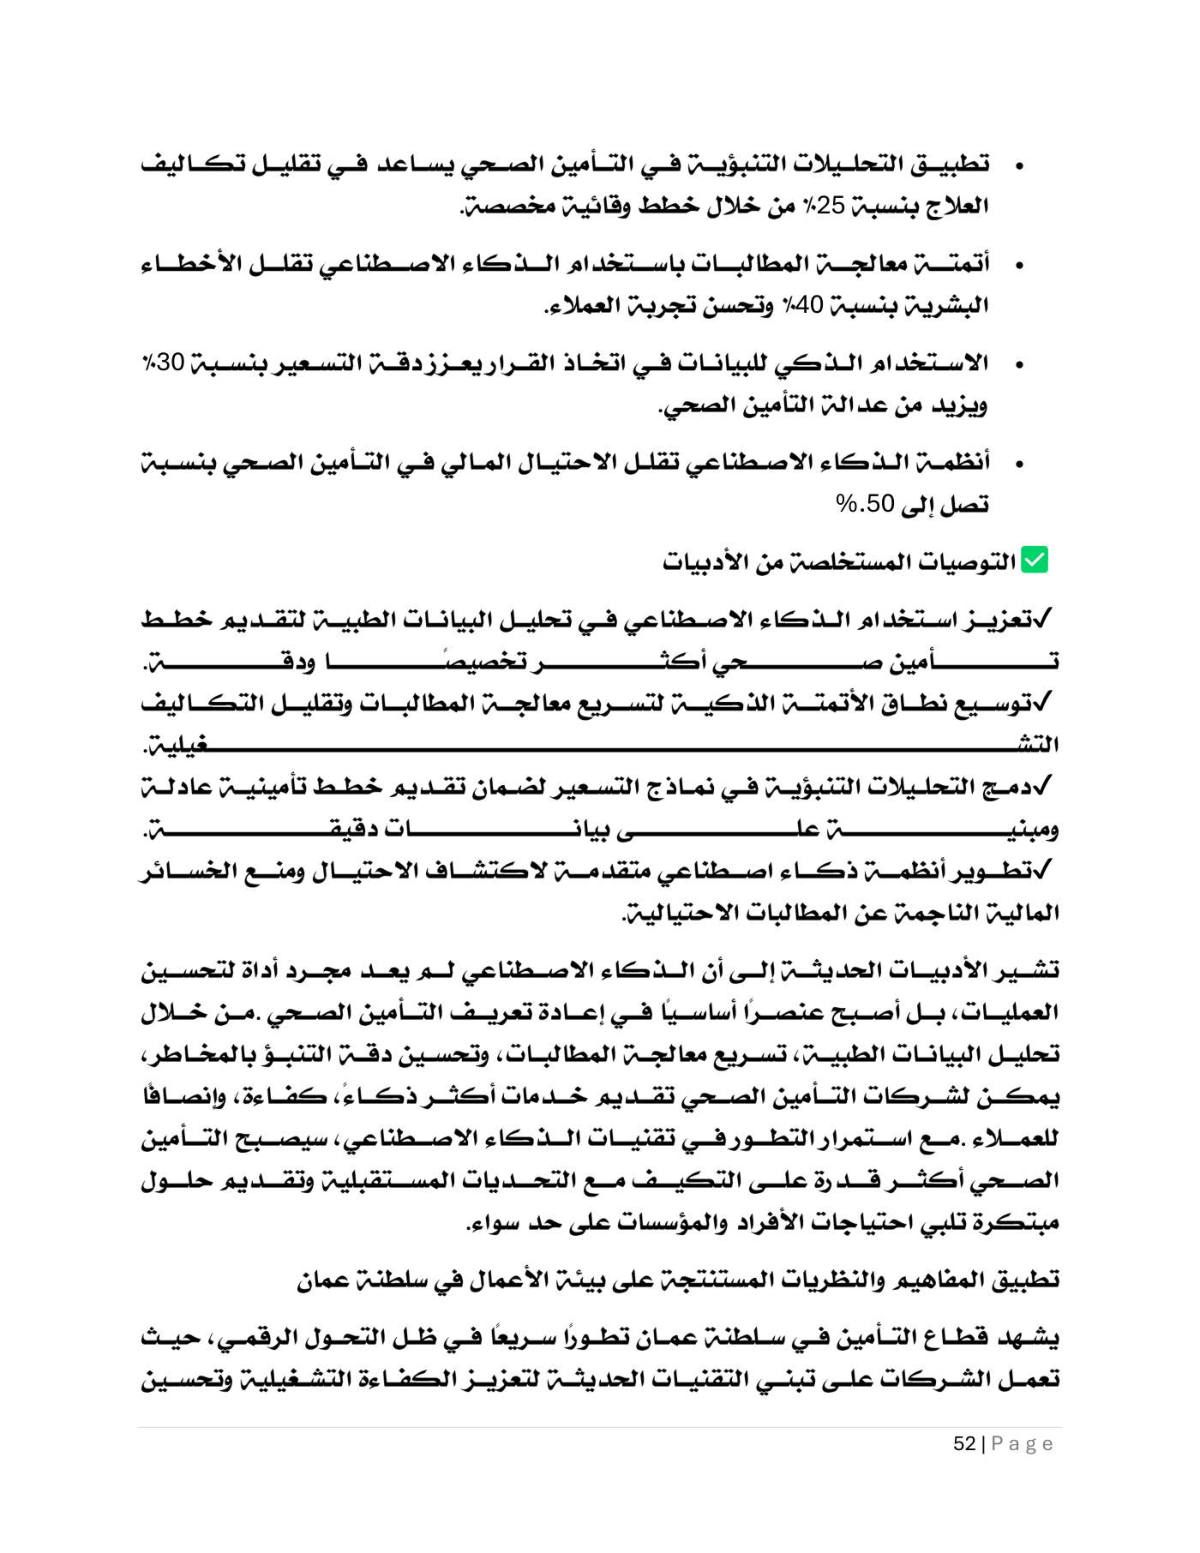 • تطبيق التحليلات التنبؤية في التأمين الصحي يساعد في تقليل تكاليف
العلاج بنسبة 25٪ من خلال خطط وقائية مخصصة.
• أتمتة معالجة المطالبات باستخدام الذكاء الاصطناعي تقلل الأخطاء
البشرية بنسبة 40٪ وتحسن تجربة العملاء.
• الاستخدام الذكي للبيانات في اتخاذ القرار يعزز دقة التسعير بنسبة 30٪
ويزيد من عدالة التأمين الصحي.
• أنظمة الذكاء الاصطناعي تقلل الاحتيال المالي في التأمين الصحي بنسبة
تصل إلى 50.%
✅ التوصيات المستخلصة من الأدبيات
✓تعزيز استخدام الذكاء الاصطناعي في تحليل البيانات الطبية لتقديم خطط
تأمين صحي أكثر تخصيصًا ودقة.
✓توسيع نطاق الأتمتة الذكية لتسريع معالجة المطالبات وتقليل التكاليف
التشغيلية.
✓دمج التحليلات التنبؤية في نماذج التسعير لضمان تقديم خطط تأمينية عادلة
ومبنية على بيانات دقيقة.
✓تطوير أنظمة ذكاء اصطناعي متقدمة لاكتشاف الاحتيال ومنع الخسائر
المالية الناجمة عن المطالبات الاحتيالية.
تشير الأدبيات الحديثة إلى أن الذكاء الاصطناعي لم يعد مجرد أداة لتحسين
العمليات، بل أصبح عنصرًا أساسيًا في إعادة تعريف التأمين الصحي .من خلال
تحليل البيانات الطبية، تسريع معالجة المطالبات، وتحسين دقة التنبؤ بالمخاطر،
يمكن لشركات التأمين الصحي تقديم خدمات أكثر ذكاءً، كفاءة، وإنصافًا
للعملاء .مع استمرار التطور في تقنيات الذكاء الاصطناعي، سيصبح التأمين
الصحي أكثر قدرة على التكيف مع التحديات المستقبلية وتقديم حلول
مبتكرة تلبي احتياجات الأفراد والمؤسسات على حد سواء.
تطبيق المفاهيم والنظريات المستنتجة على بيئة الأعمال في سلطنة عمان
يشهد قطاع التأمين في سلطنة عمان تطورًا سريعًا في ظل التحول الرقمي، حيث
تعمل الشركات على تبني التقنيات الحديثة لتعزيز الكفاءة التشغيلية وتحسين
52 | Page